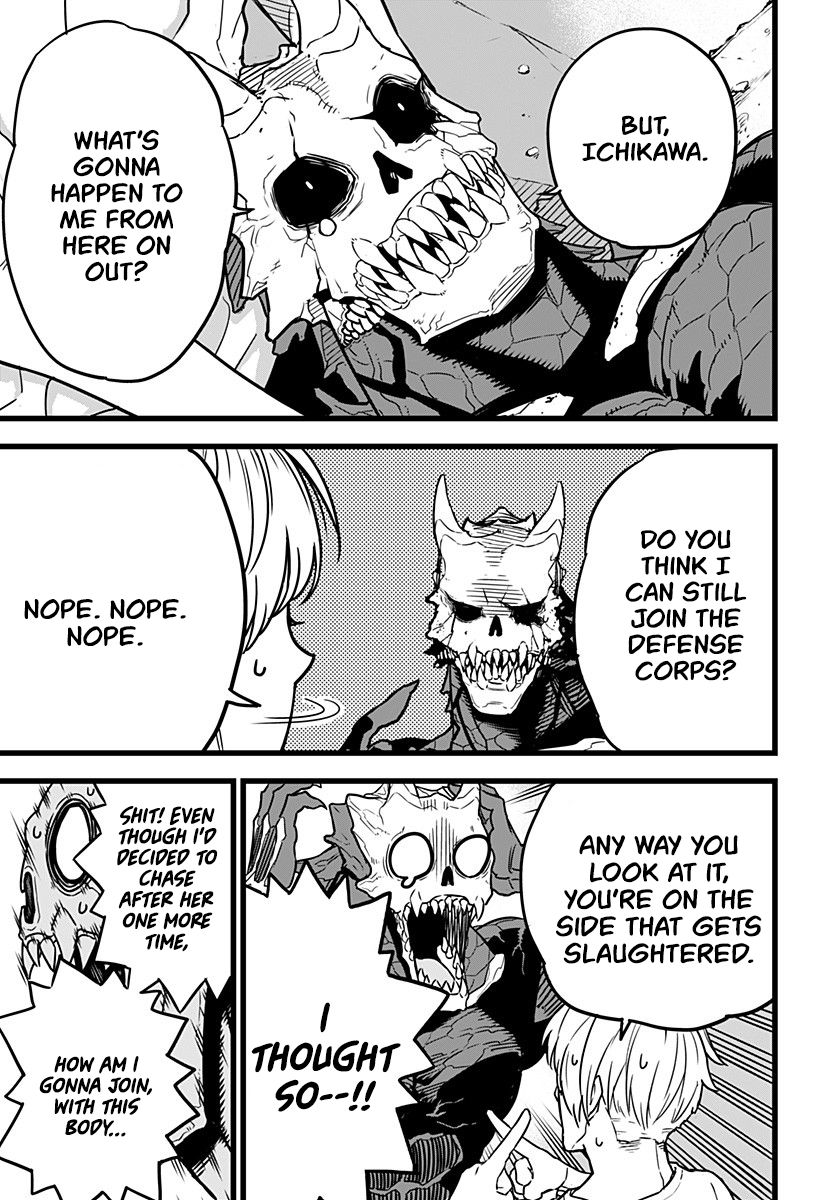 BUT,
ICHIKAWA.
WHAT'S
GONNA
HAPPEN TO
ME FROM
HERE ON
OUT?
DO YOU
THINK I
CAN STILL
JOIN THE
DEFENSE
CORPS?
NOPE. NOPE.
NOPE.
ANY WAY YOU
LOOK AT IT,
YOU'RE ON THE
SIDE THAT GETS
SLAUGHTERED.
I
THOUGHT
SO--!!
SHIT! EVEN
THOUGH I'D
DECIDED TO
CHASE
AFTER HER
ONE MORE
TIME,
HOW AM I
GONNA JOIN,
WITH THIS
BODY...